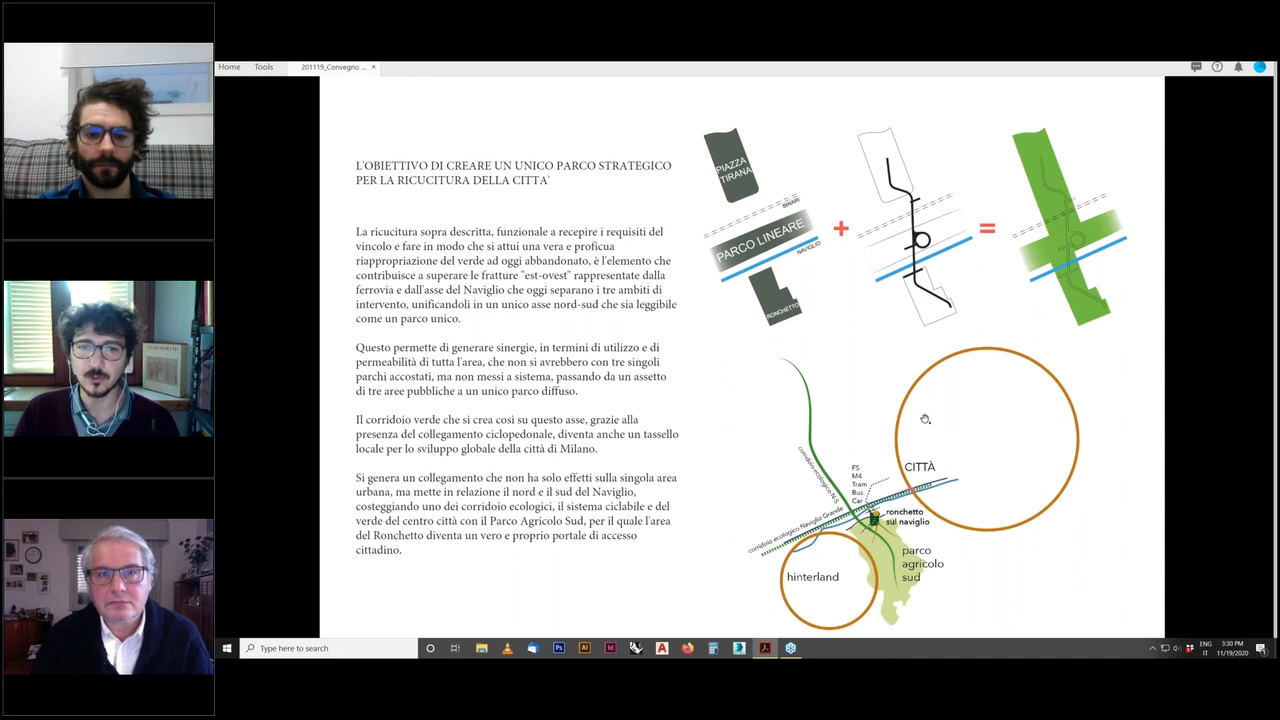 Home Tools 201119_Convegno ... ×
L'OBIETTIVO DI CREARE UN UNICO PARCO STRATEGICO
PER LA RICUCITURA DELLA CITTA'
La ricucitura sopra descritta, funzionale a recepire i requisiti del
vincolo e fare in modo che si attui una vera e proficua
riappropriazione del verde ad oggi abbandonato, è l'elemento che
contribuisce a superare le fratture "est-ovest" rappresentate dalla
ferrovia e dall'asse del Naviglio che oggi separano i tre ambiti di
intervento, unificandoli in un unico asse nord-sud che sia leggibile
come un parco unico.
Questo permette di generare sinergie, in termini di utilizzo e di
permeabilità di tutta l'area, che non si avrebbero con tre singoli
parchi accostati, ma non messi a sistema, passando da un assetto
di tre aree pubbliche a un unico parco diffuso.
Il corridoio verde che si crea così su questo asse, grazie alla
presenza del collegamento ciclopedonale, diventa anche un tassello
locale per lo sviluppo globale della città di Milano.
Si genera un collegamento che non ha solo effetti sulla singola area
urbana, ma mette in relazione il nord e il sud del Naviglio,
costeggiando uno dei corridoio ecologici, il sistema ciclabile e del
verde del centro città con il Parco Agricolo Sud, per il quale l'area
del Ronchetto diventa un vero e proprio portale di accesso
cittadino.
PIAZZA
TIRANA
BINARI
PARCO LINEARE
NAVIGLIO
RONCHETTO
+
=
corridoio ecologico N-S
FS
M4
Tram
Bus
Car
CITTÀ
corridoio ecologico Naviglio Grande
ronchetto
sul naviglio
parco
agricolo
sud
hinterland
Type here to search
ENG
IT
3:30 PM
11/19/2020